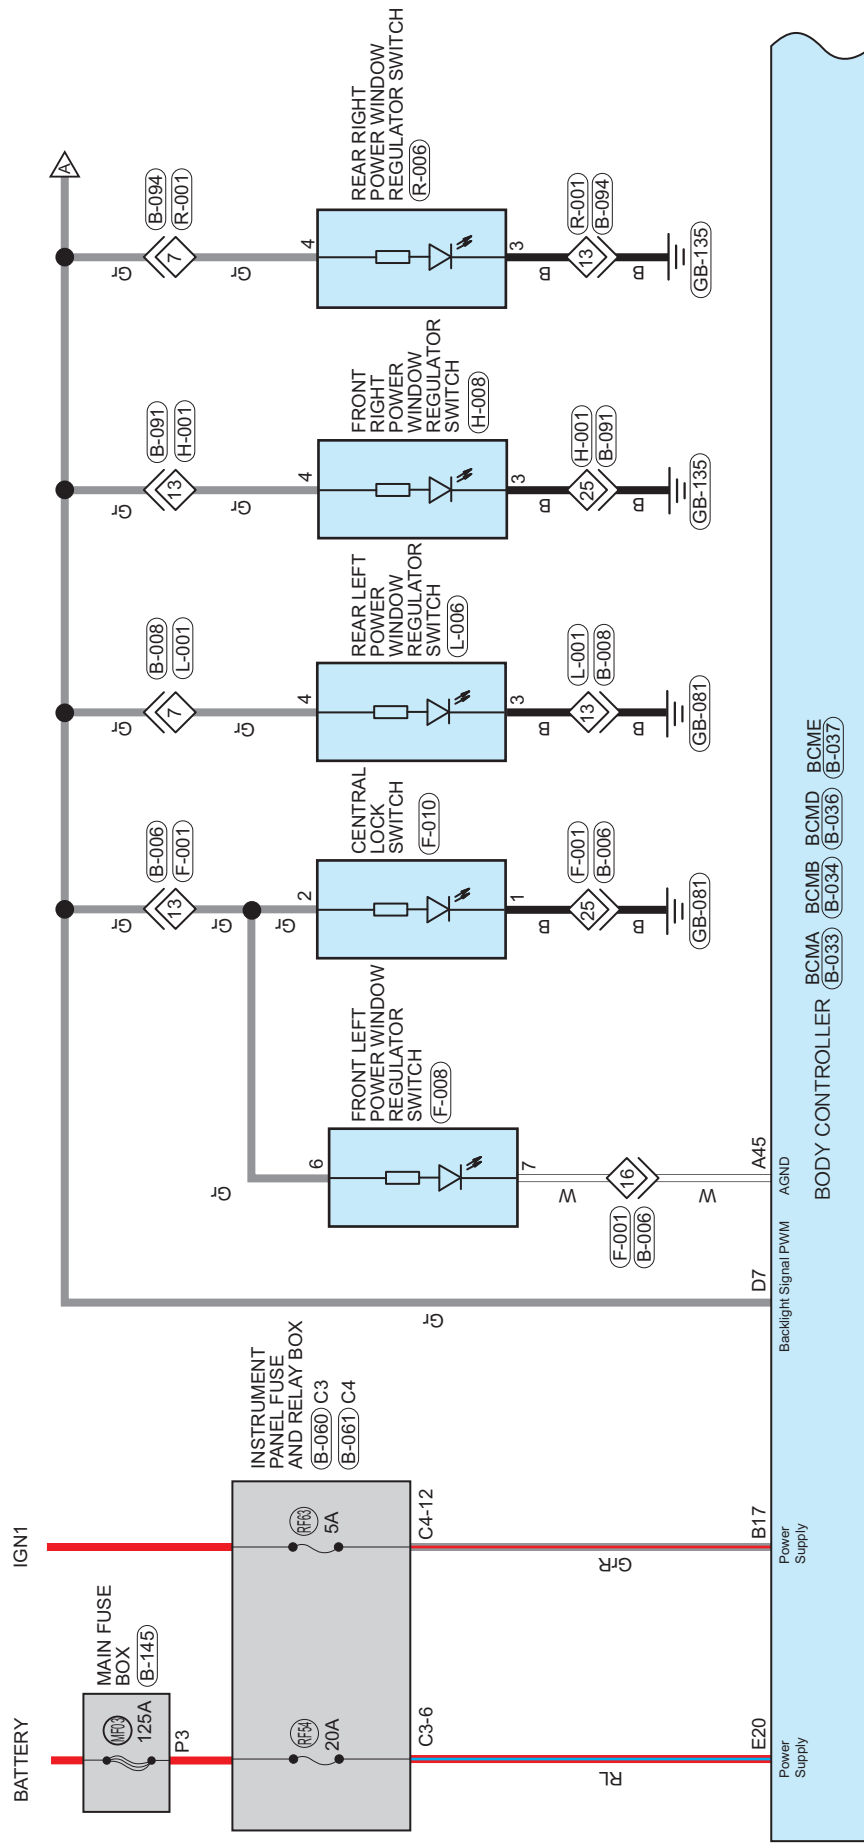 BATTERY
IGN1
MAIN FUSE
BOX
B-145
MF03
125A
P3
INSTRUMENT
PANEL FUSE
AND RELAY BOX
B-060 C3
B-061 C4
RF54
20A
RF63
5A
C3-6
C4-12
RL
GrR
E20
B17
Power
Supply
Power
Supply
Gr
D7
Backlight Signal PWM
Gr
FRONT LEFT
POWER WINDOW
REGULATOR
SWITCH
F-008
6
7
W
16
F-001
B-006
W
A45
AGND
Gr
13
B-006
F-001
Gr
Gr
CENTRAL
LOCK
SWITCH
F-010
2
1
B
25
F-001
B-006
B
GB-081
Gr
7
B-008
L-001
Gr
REAR LEFT
POWER
WINDOW
REGULATOR
SWITCH
L-006
4
3
B
13
L-001
B-008
B
GB-081
Gr
13
B-091
H-001
Gr
FRONT
RIGHT
POWER
WINDOW
REGULATOR
SWITCH
H-008
4
3
B
25
H-001
B-091
B
GB-135
A
Gr
7
B-094
R-001
Gr
REAR RIGHT
POWER WINDOW
REGULATOR SWITCH
R-006
4
3
B
13
R-001
B-094
B
GB-135
BODY CONTROLLER
BCMA BCMB BCMD BCME
B-033 B-034 B-036 B-037